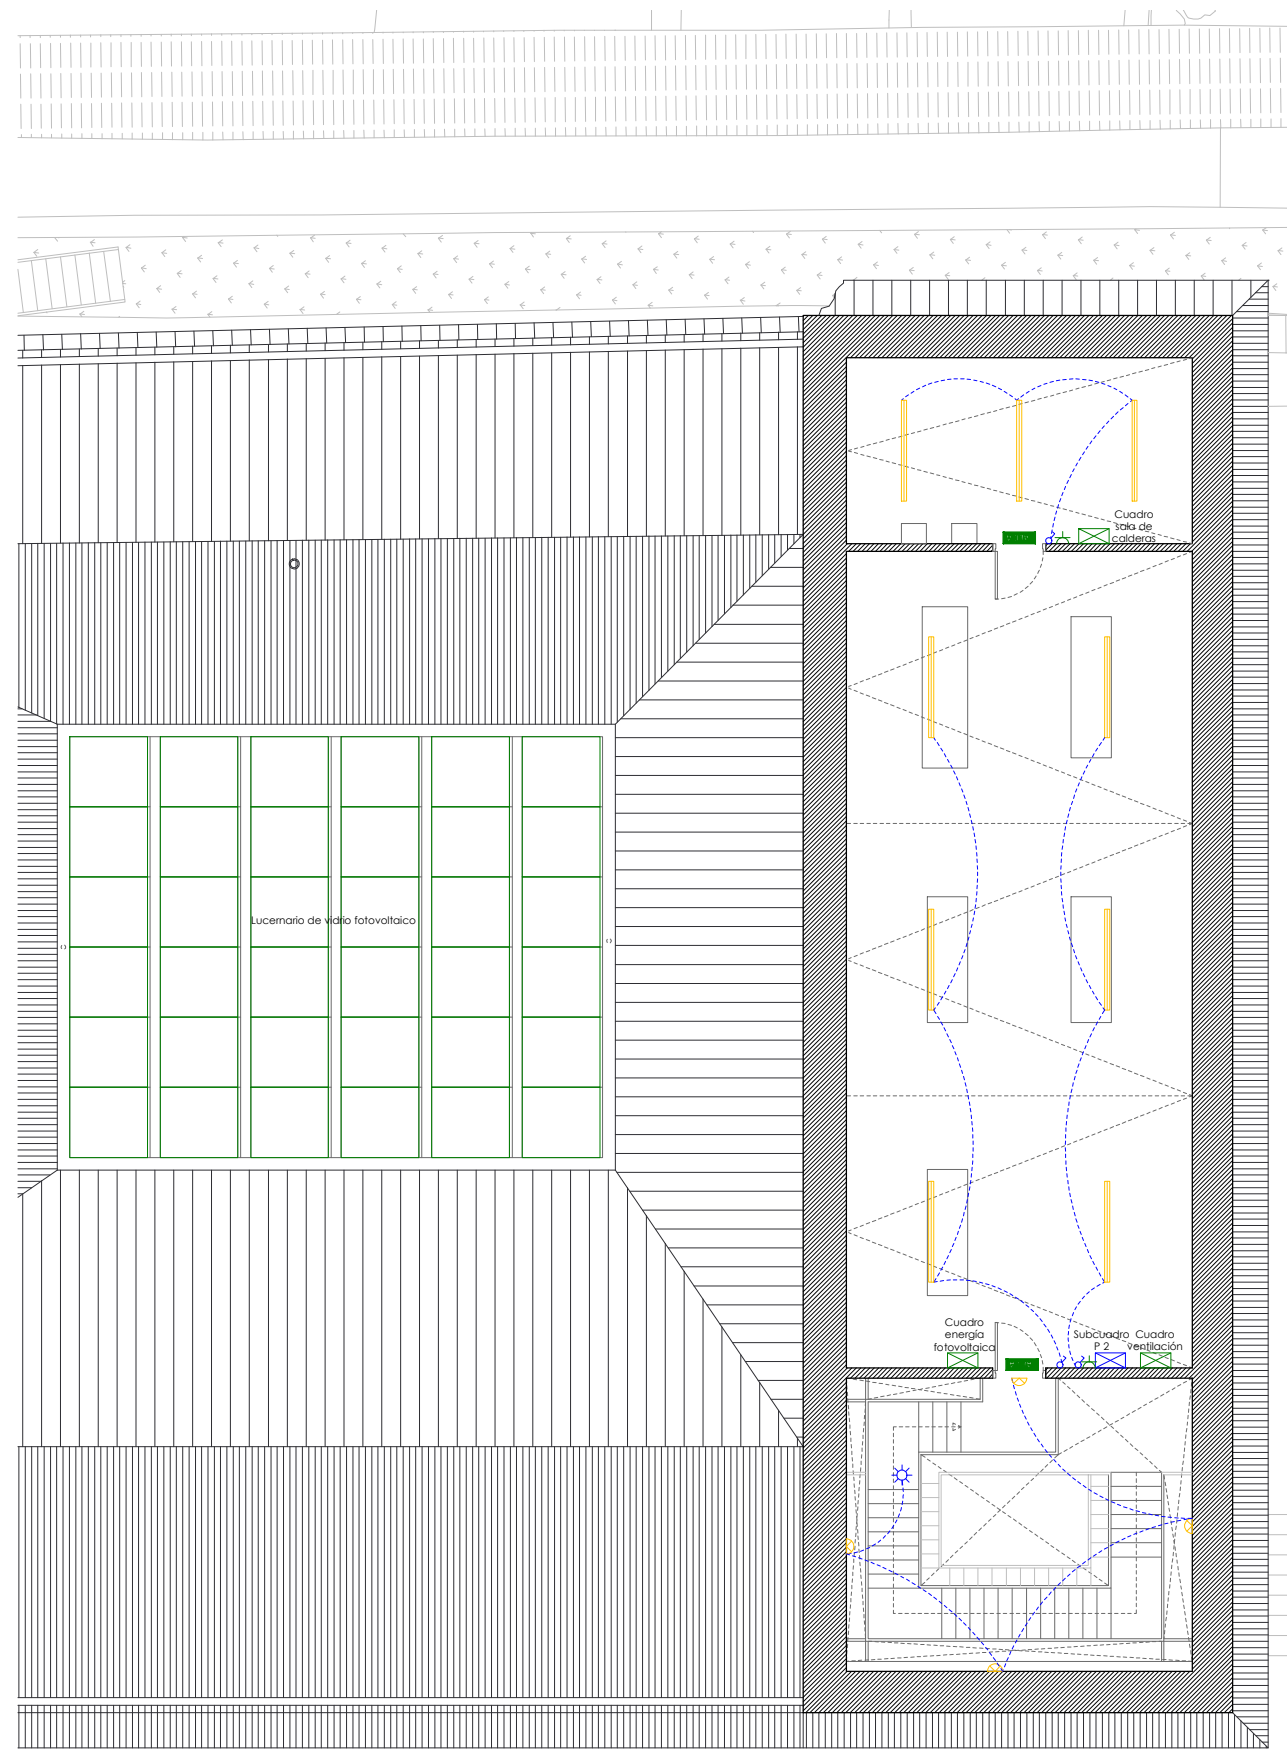 Cuadro
sala de
calderas
Lucernario de vidrio fotovoltaico
Cuadro
energía
fotovoltaica
Subcuadro
P 2
Cuadro
ventilación